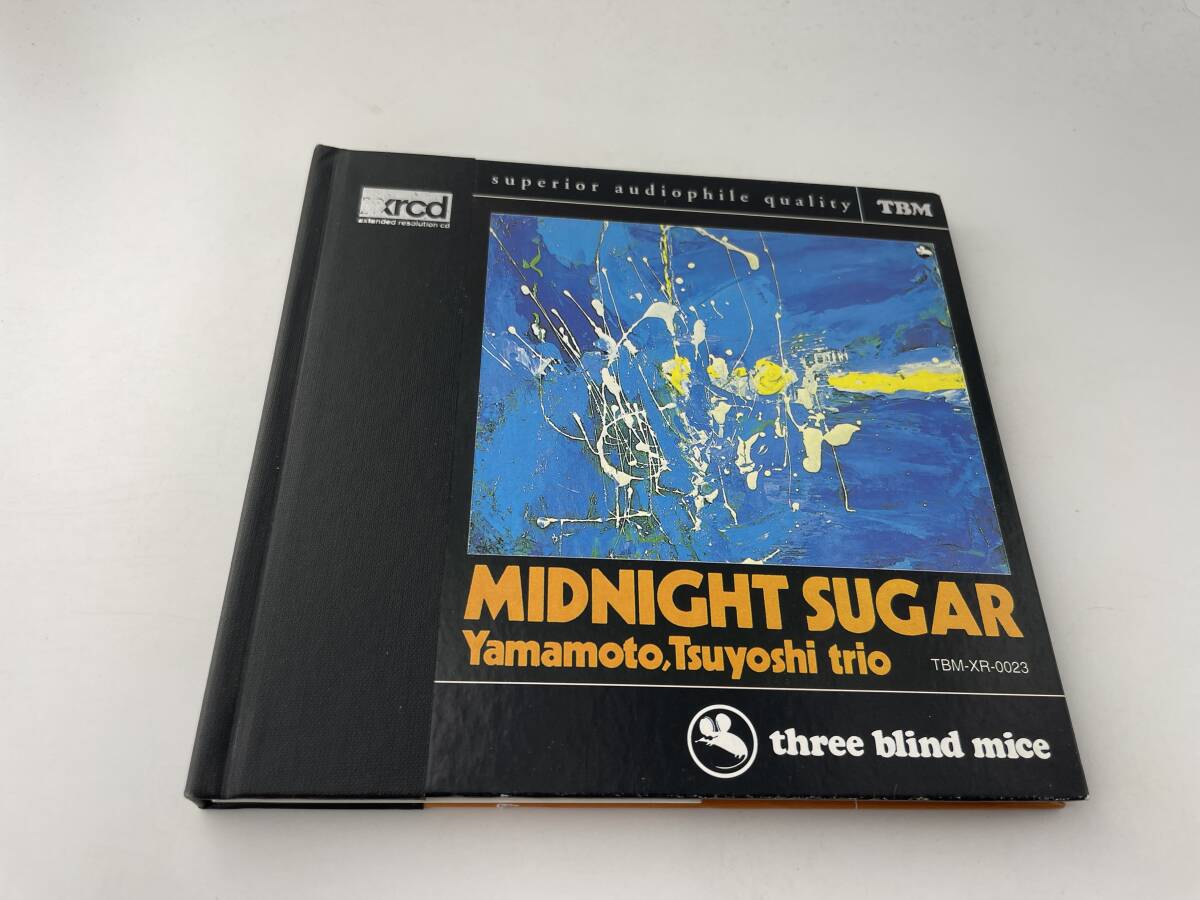 superior audiophile quality TBM
xrcd
extended resolution cd
MIDNIGHT SUGAR
Yamamoto,Tsuyoshi trio TBM-XR-0023
three blind mice